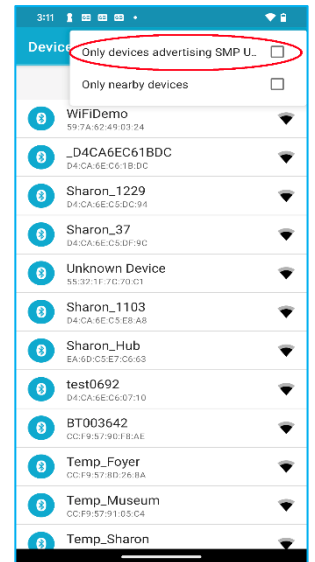 3:11
Device
Only devices advertising SMP U..
Only nearby devices
WiFiDemo
59:7A:62:49:03:24
_D4CA6EC61BDC
D4:CA:6E:C6:1B:DC
Sharon_1229
D4:CA:6E:C5:DC:94
Sharon_37
D4:CA:6E:C5:DF:9C
Unknown Device
55:32:1F:7C:70:C1
Sharon_1103
D4:CA:6E:C5:E8:A8
Sharon_Hub
EA:6D:C5:E7:C6:63
test0692
D4:CA:6E:C6:07:10
BT003642
CC:F9:57:90:F8:AE
Temp_Foyer
CC:F9:57:8D:26:8A
Temp_Museum
CC:F9:57:91:05:C4
Temp_Sharon